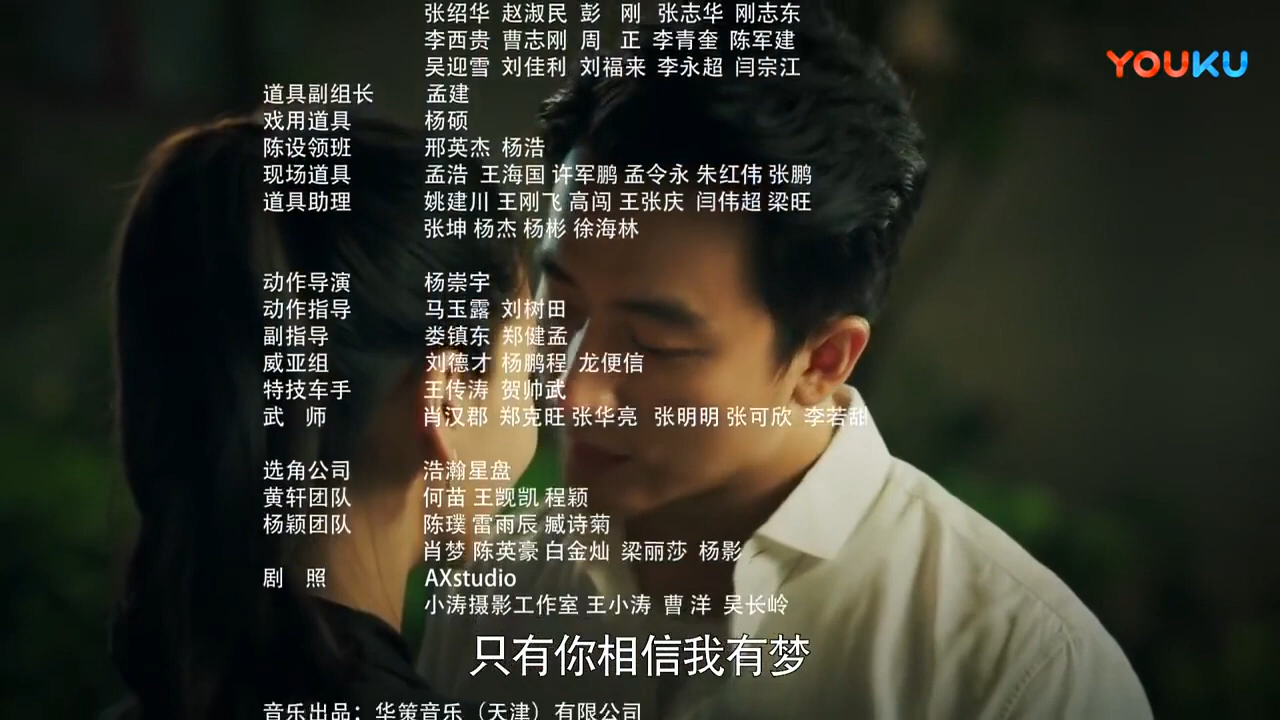 张绍华 赵淑民 彭 刚 张志华 刚志东
YOUKU
李西贵 曹志刚 周 正 李青奎 陈军建
吴迎雪 刘佳利 刘福来 李永超 闫宗江
道具副组长 孟建
戏用道具 杨硕
陈设领班 邢英杰 杨浩
现场道具 孟浩 王海国 许军鹏 孟令永 朱红伟 张鹏
道具助理 姚建川 王刚飞 高闯 王张庆 闫伟超 梁旺
张坤 杨杰 杨彬 徐海林
动作导演 杨崇宇
动作指导 马玉露 刘树田
副指导 娄镇东 郑健孟
威亚组 刘德才 杨鹏程 龙便信
特技车手 王传涛 贺帅武
武 师 肖汉郡 郑克旺 张华亮 张明明 张可欣 李若甜
选角公司 浩瀚星盘
黄轩团队 何苗 王觊凯 程颖
杨颖团队 陈璞 雷雨辰 臧诗菊
肖梦 陈英豪 白金灿 梁丽莎 杨影
剧 照 AXstudio
小涛摄影工作室 王小涛 曹 洋 吴长岭
只有你相信我有梦
音乐出品：华策音乐（天津）有限公司